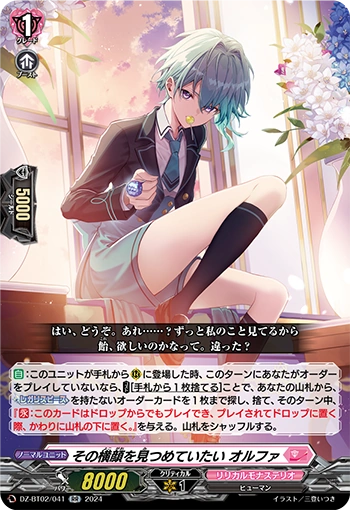 1
グレード
ブースト
5000
シールド
はい、どうぞ。あれ……？ずっと私のこと見てるから
飴、欲しいのかなって。違った？
自:このユニットが手札からⓇに登場した時、このターンにあなたがオーダー
をプレイしていないなら、【手札から１枚捨てる】ことで、あなたの山札から、
レガリスピースを持たないオーダーカードを１枚まで探し、捨て、そのターン中、
『永:このカードはドロップからでもプレイでき、プレイされてドロップに置く
際、かわりに山札の下に置く。』を与える。山札をシャッフルする。
ノーマルユニット
その横顔を見つめていたい オルファ
パワー 8000
クリティカル
1
リリカルモナステリオ
ヒューマン
DZ-BT02/041 RR 2024
イラスト／三登いつき